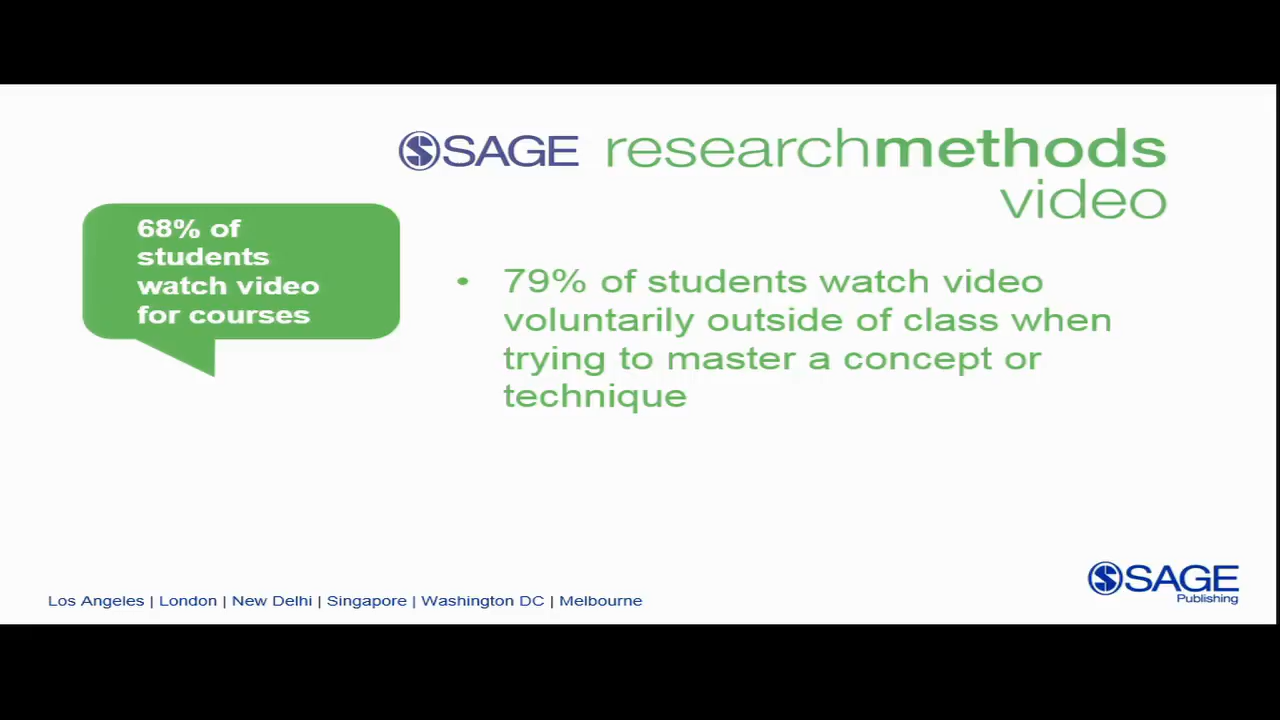 SAGE researchmethods
video
68% of
students
watch video
for courses
• 79% of students watch video
voluntarily outside of class when
trying to master a concept or
technique
SAGE
Publishing
Los Angeles | London | New Delhi | Singapore | Washington DC | Melbourne